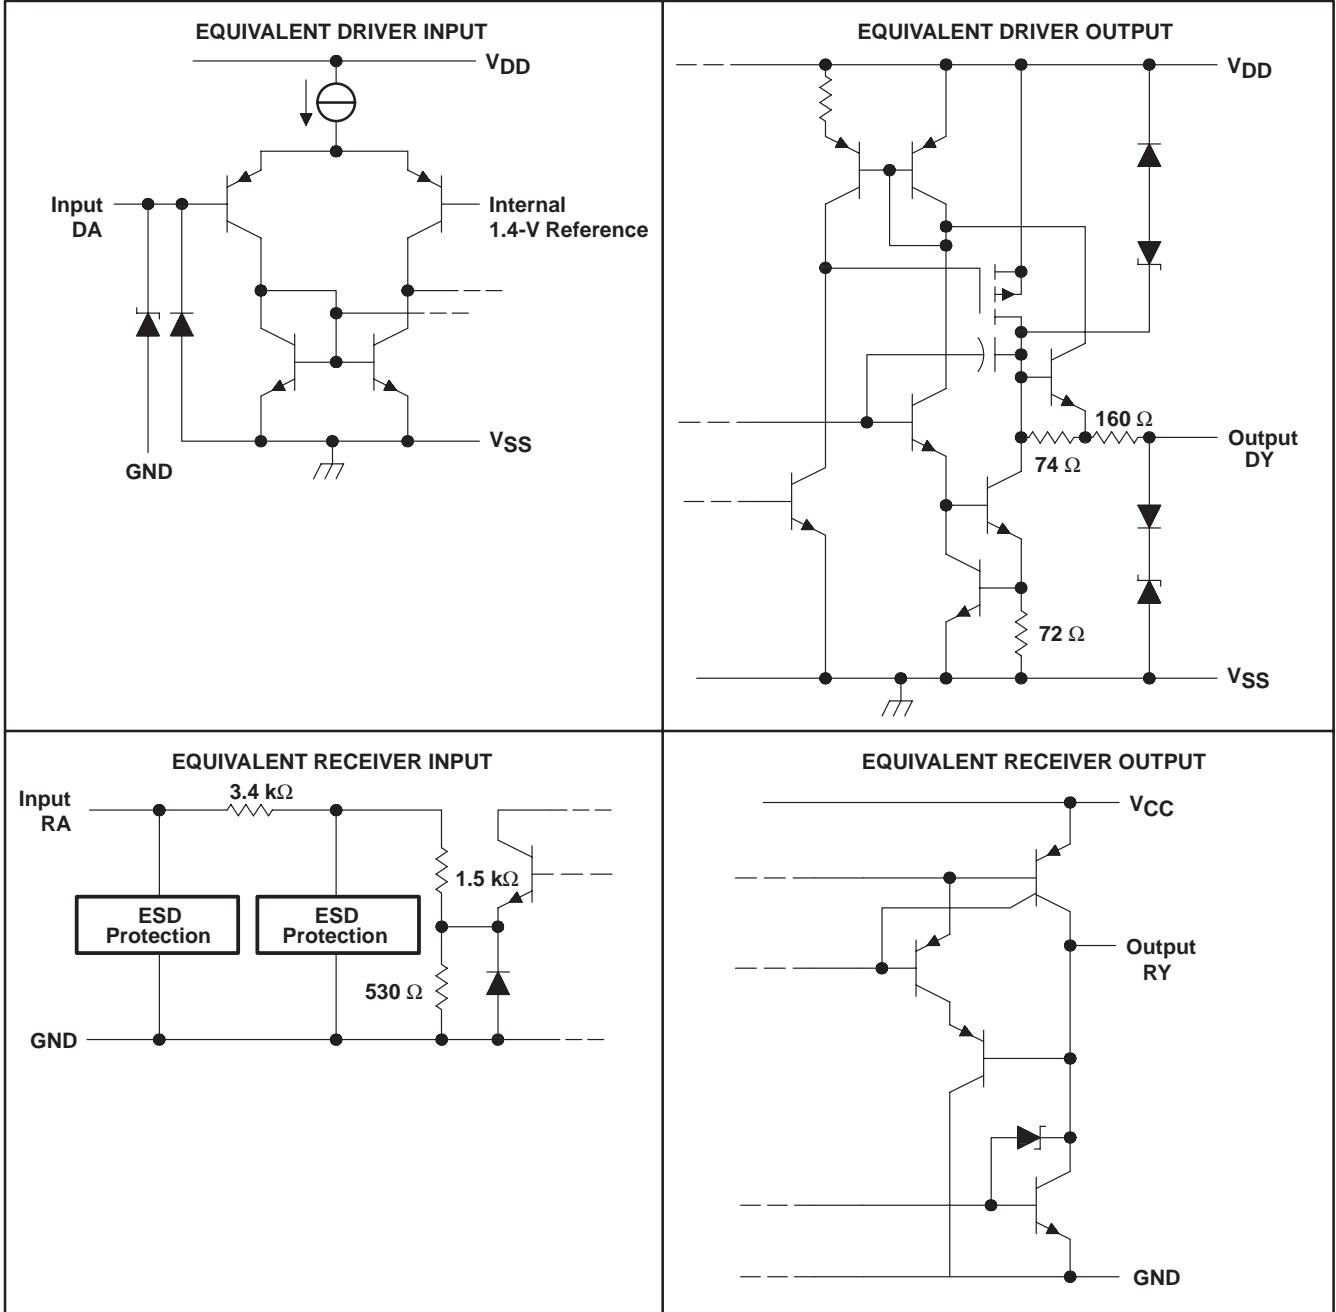 EQUIVALENT DRIVER INPUT
VDD
Input
DA
Internal
1.4-V Reference
VSS
GND
EQUIVALENT DRIVER OUTPUT
VDD
160 Ω
Output
DY
74 Ω
72 Ω
VSS
EQUIVALENT RECEIVER INPUT
3.4 kΩ
Input
RA
1.5 kΩ
ESD
Protection
ESD
Protection
530 Ω
GND
EQUIVALENT RECEIVER OUTPUT
VCC
Output
RY
GND